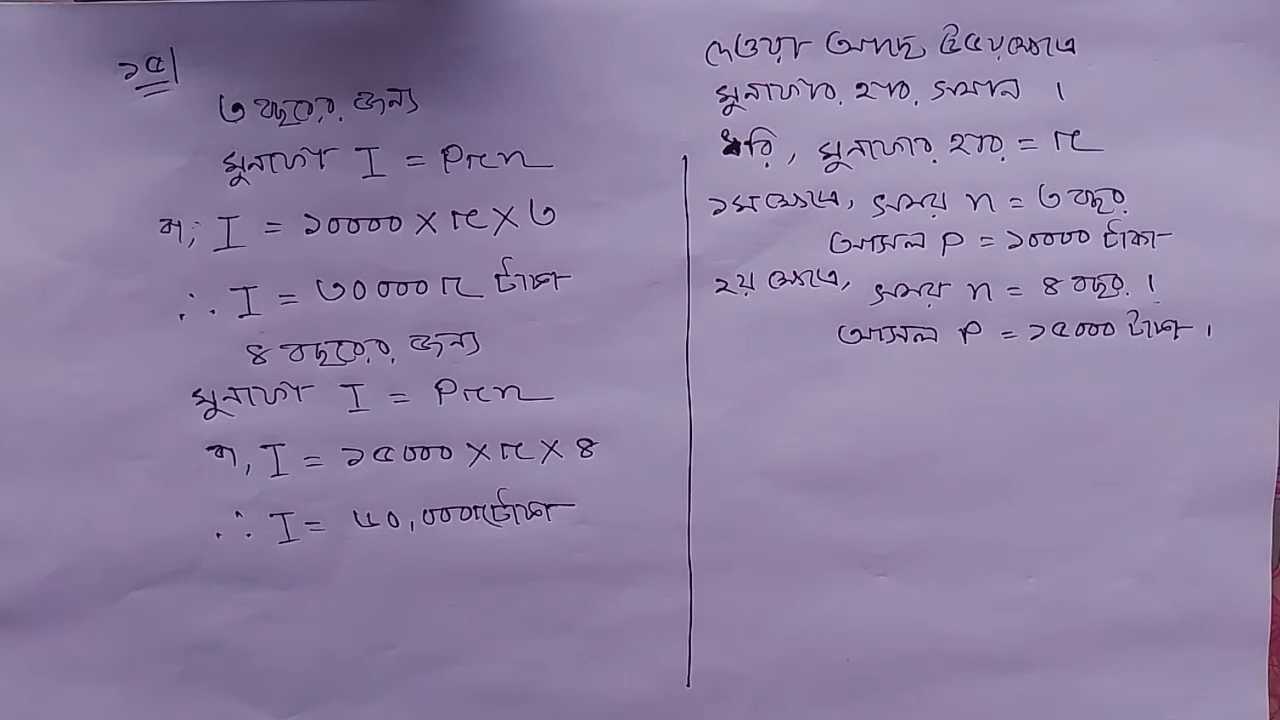 ১৫।
৩ বছরের জন্য
মুনাফা I = Prn
বা, I = ১০০০০ × r × ৩
∴ I = ৩০০০০r টাকা
৪ বছরের জন্য
মুনাফা I = Prn
বা, I = ১৫০০০ × r × ৪
∴ I = ৬০,০০০r টাকা
দেওয়া আছে উভয়ক্ষেত্রে
মুনাফার হার সমান ।
ধরি, মুনাফার হার = r
১ম ক্ষেত্রে, সময় n = ৩ বছর
আসল P = ১০০০০ টাকা
২য় ক্ষেত্রে, সময় n = ৪ বছর ।
আসল P = ১৫০০০ টাকা ।